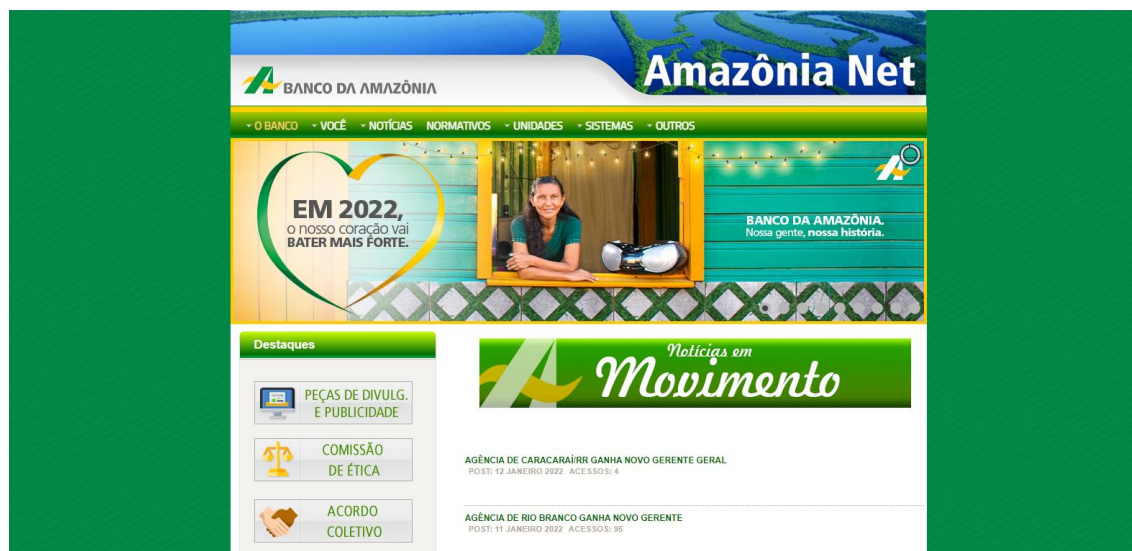 Amazônia Net
BANCO DA AMAZÔNIA
O BANCO VOCÊ NOTÍCIAS NORMATIVOS UNIDADES SISTEMAS OUTROS
EM 2022,
o nosso coração vai
BATER MAIS FORTE.
BANCO DA AMAZÔNIA.
Nossa gente, nossa história.
Destaques
PEÇAS DE DIVULG.
E PUBLICIDADE
COMISSÃO
DE ÉTICA
ACORDO
COLETIVO
Notícias em
Movimento
AGÊNCIA DE CARACARAÍ/RR GANHA NOVO GERENTE GERAL
POST: 12 JANEIRO 2022 ACESSOS: 4
AGÊNCIA DE RIO BRANCO GANHA NOVO GERENTE
POST: 11 JANEIRO 2022 ACESSOS: 95